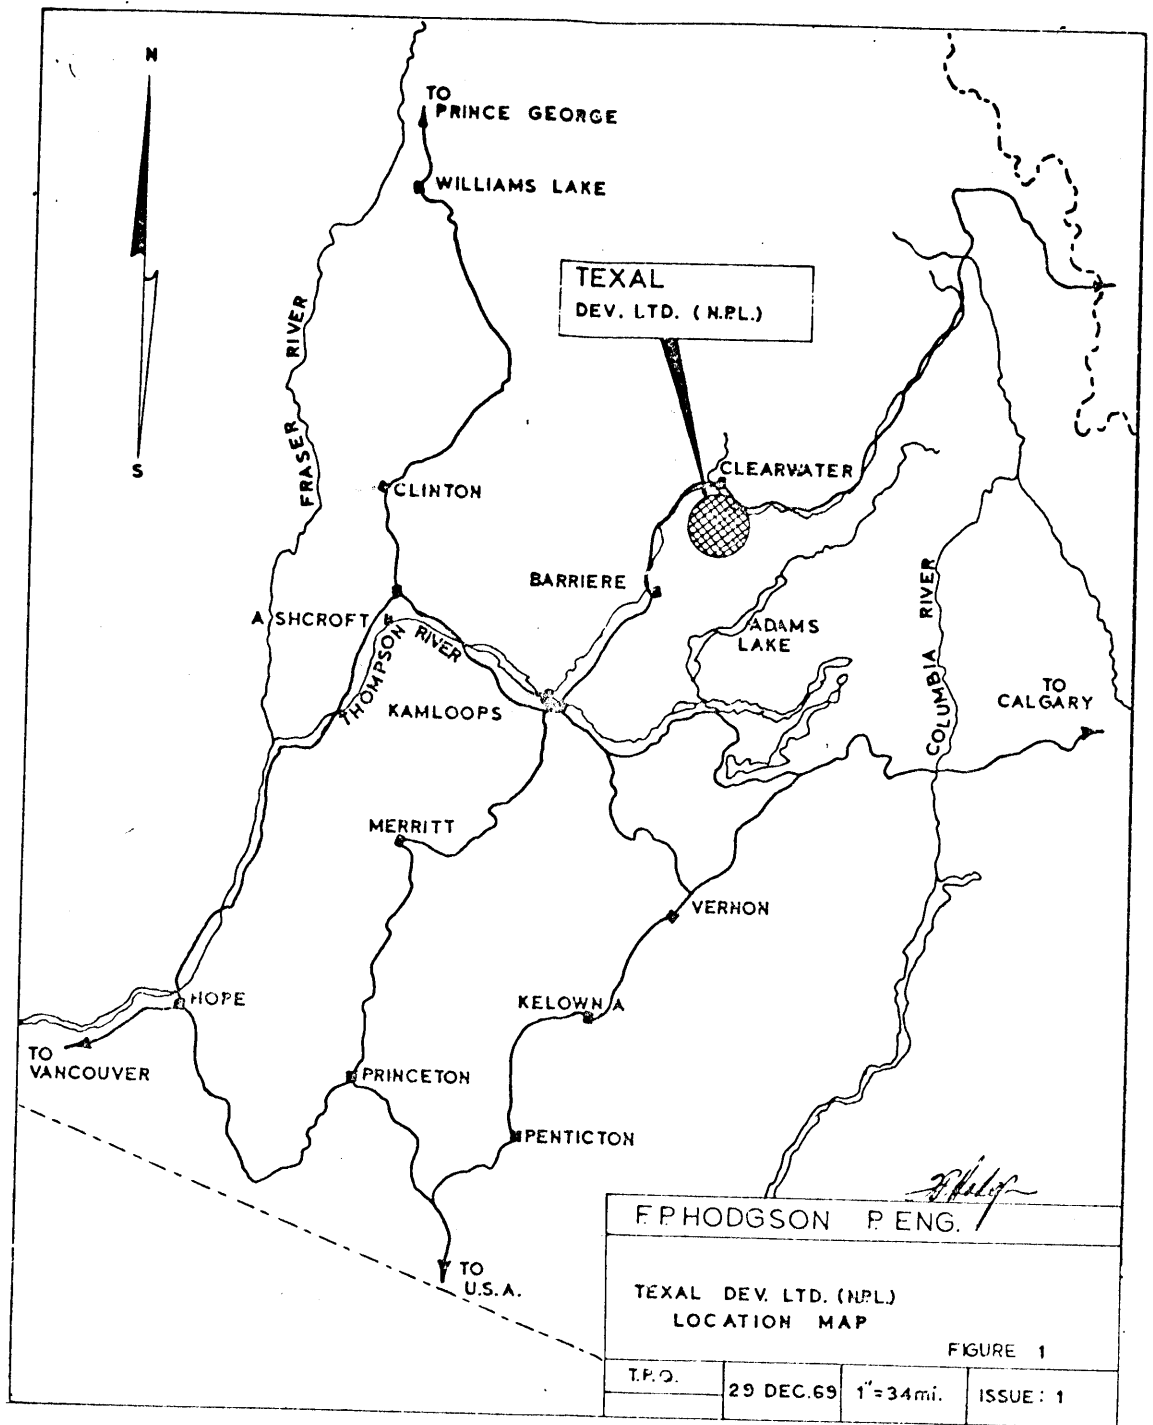 N
TO
PRINCE GEORGE
WILLIAMS LAKE
TEXAL
DEV. LTD. (N.P.L.)
FRASER RIVER
S
CLEARWATER
CLINTON
BARRIERE
ASHCROFT
THOMPSON RIVER
ADAMS
LAKE
COLUMBIA RIVER
KAMLOOPS
TO
CALGARY
MERRITT
VERNON
HOPE
KELOWNA
TO
VANCOUVER
PRINCETON
PENTICTON
TO
U.S.A.
F.P. HODGSON P. ENG.
TEXAL DEV. LTD. (N.P.L.)
LOCATION MAP
FIGURE 1
29 DEC. 69
1"=34mi.
ISSUE: 1